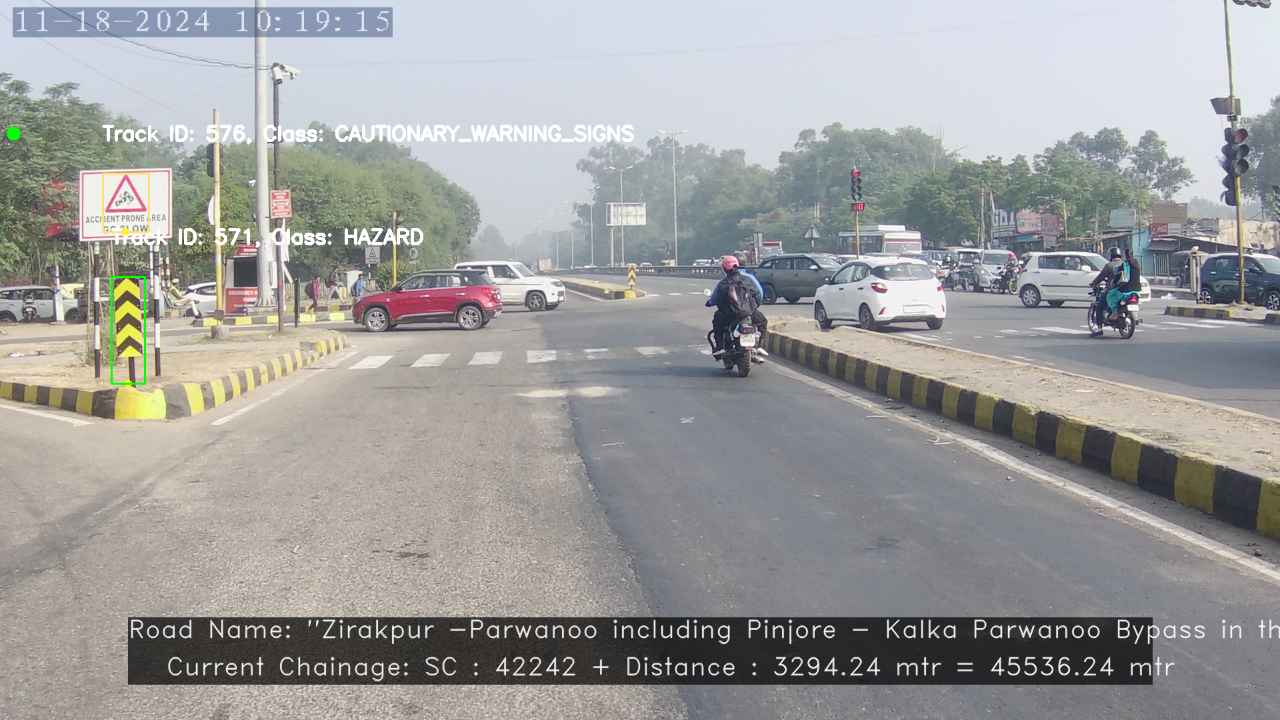 11-18-2024 10:19:15
Track ID: 576, Class: CAUTIONARY_WARNING_SIGNS
ACCIDENT PRONE AREA
GO SLOW
Track ID: 571, Class: HAZARD
Road Name: "Zirakpur -Parwanoo including Pinjore - Kalka Parwanoo Bypass in th
Current Chainage: SC : 42242 + Distance : 3294.24 mtr = 45536.24 mtr